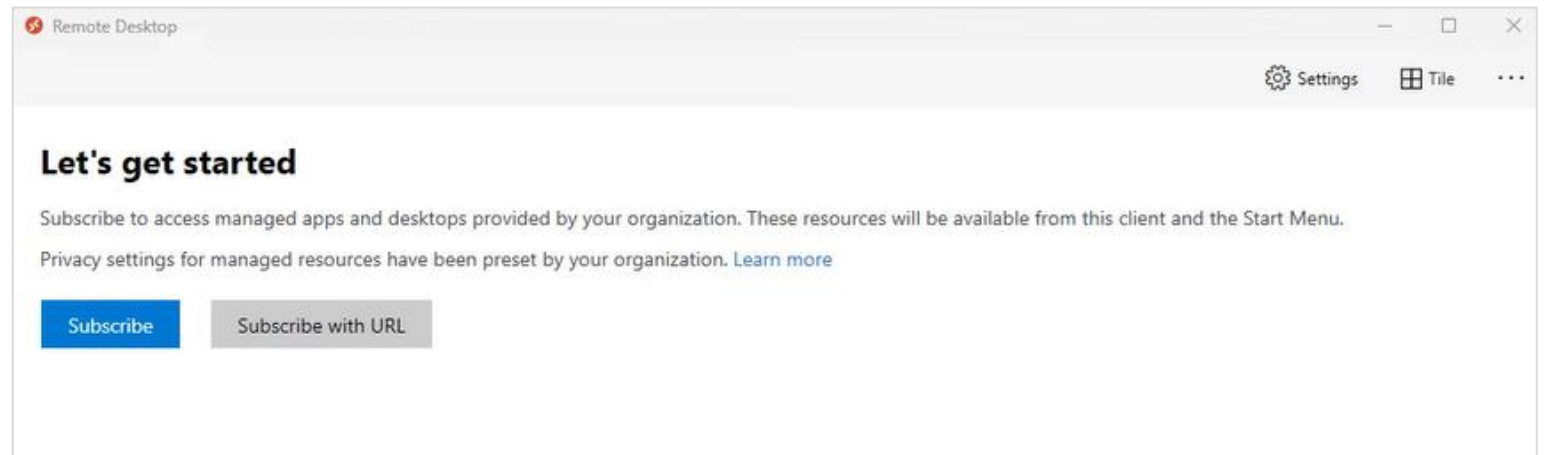 Remote Desktop
Settings Tile ...
Let's get started
Subscribe to access managed apps and desktops provided by your organization. These resources will be available from this client and the Start Menu.
Privacy settings for managed resources have been preset by your organization. Learn more
Subscribe Subscribe with URL